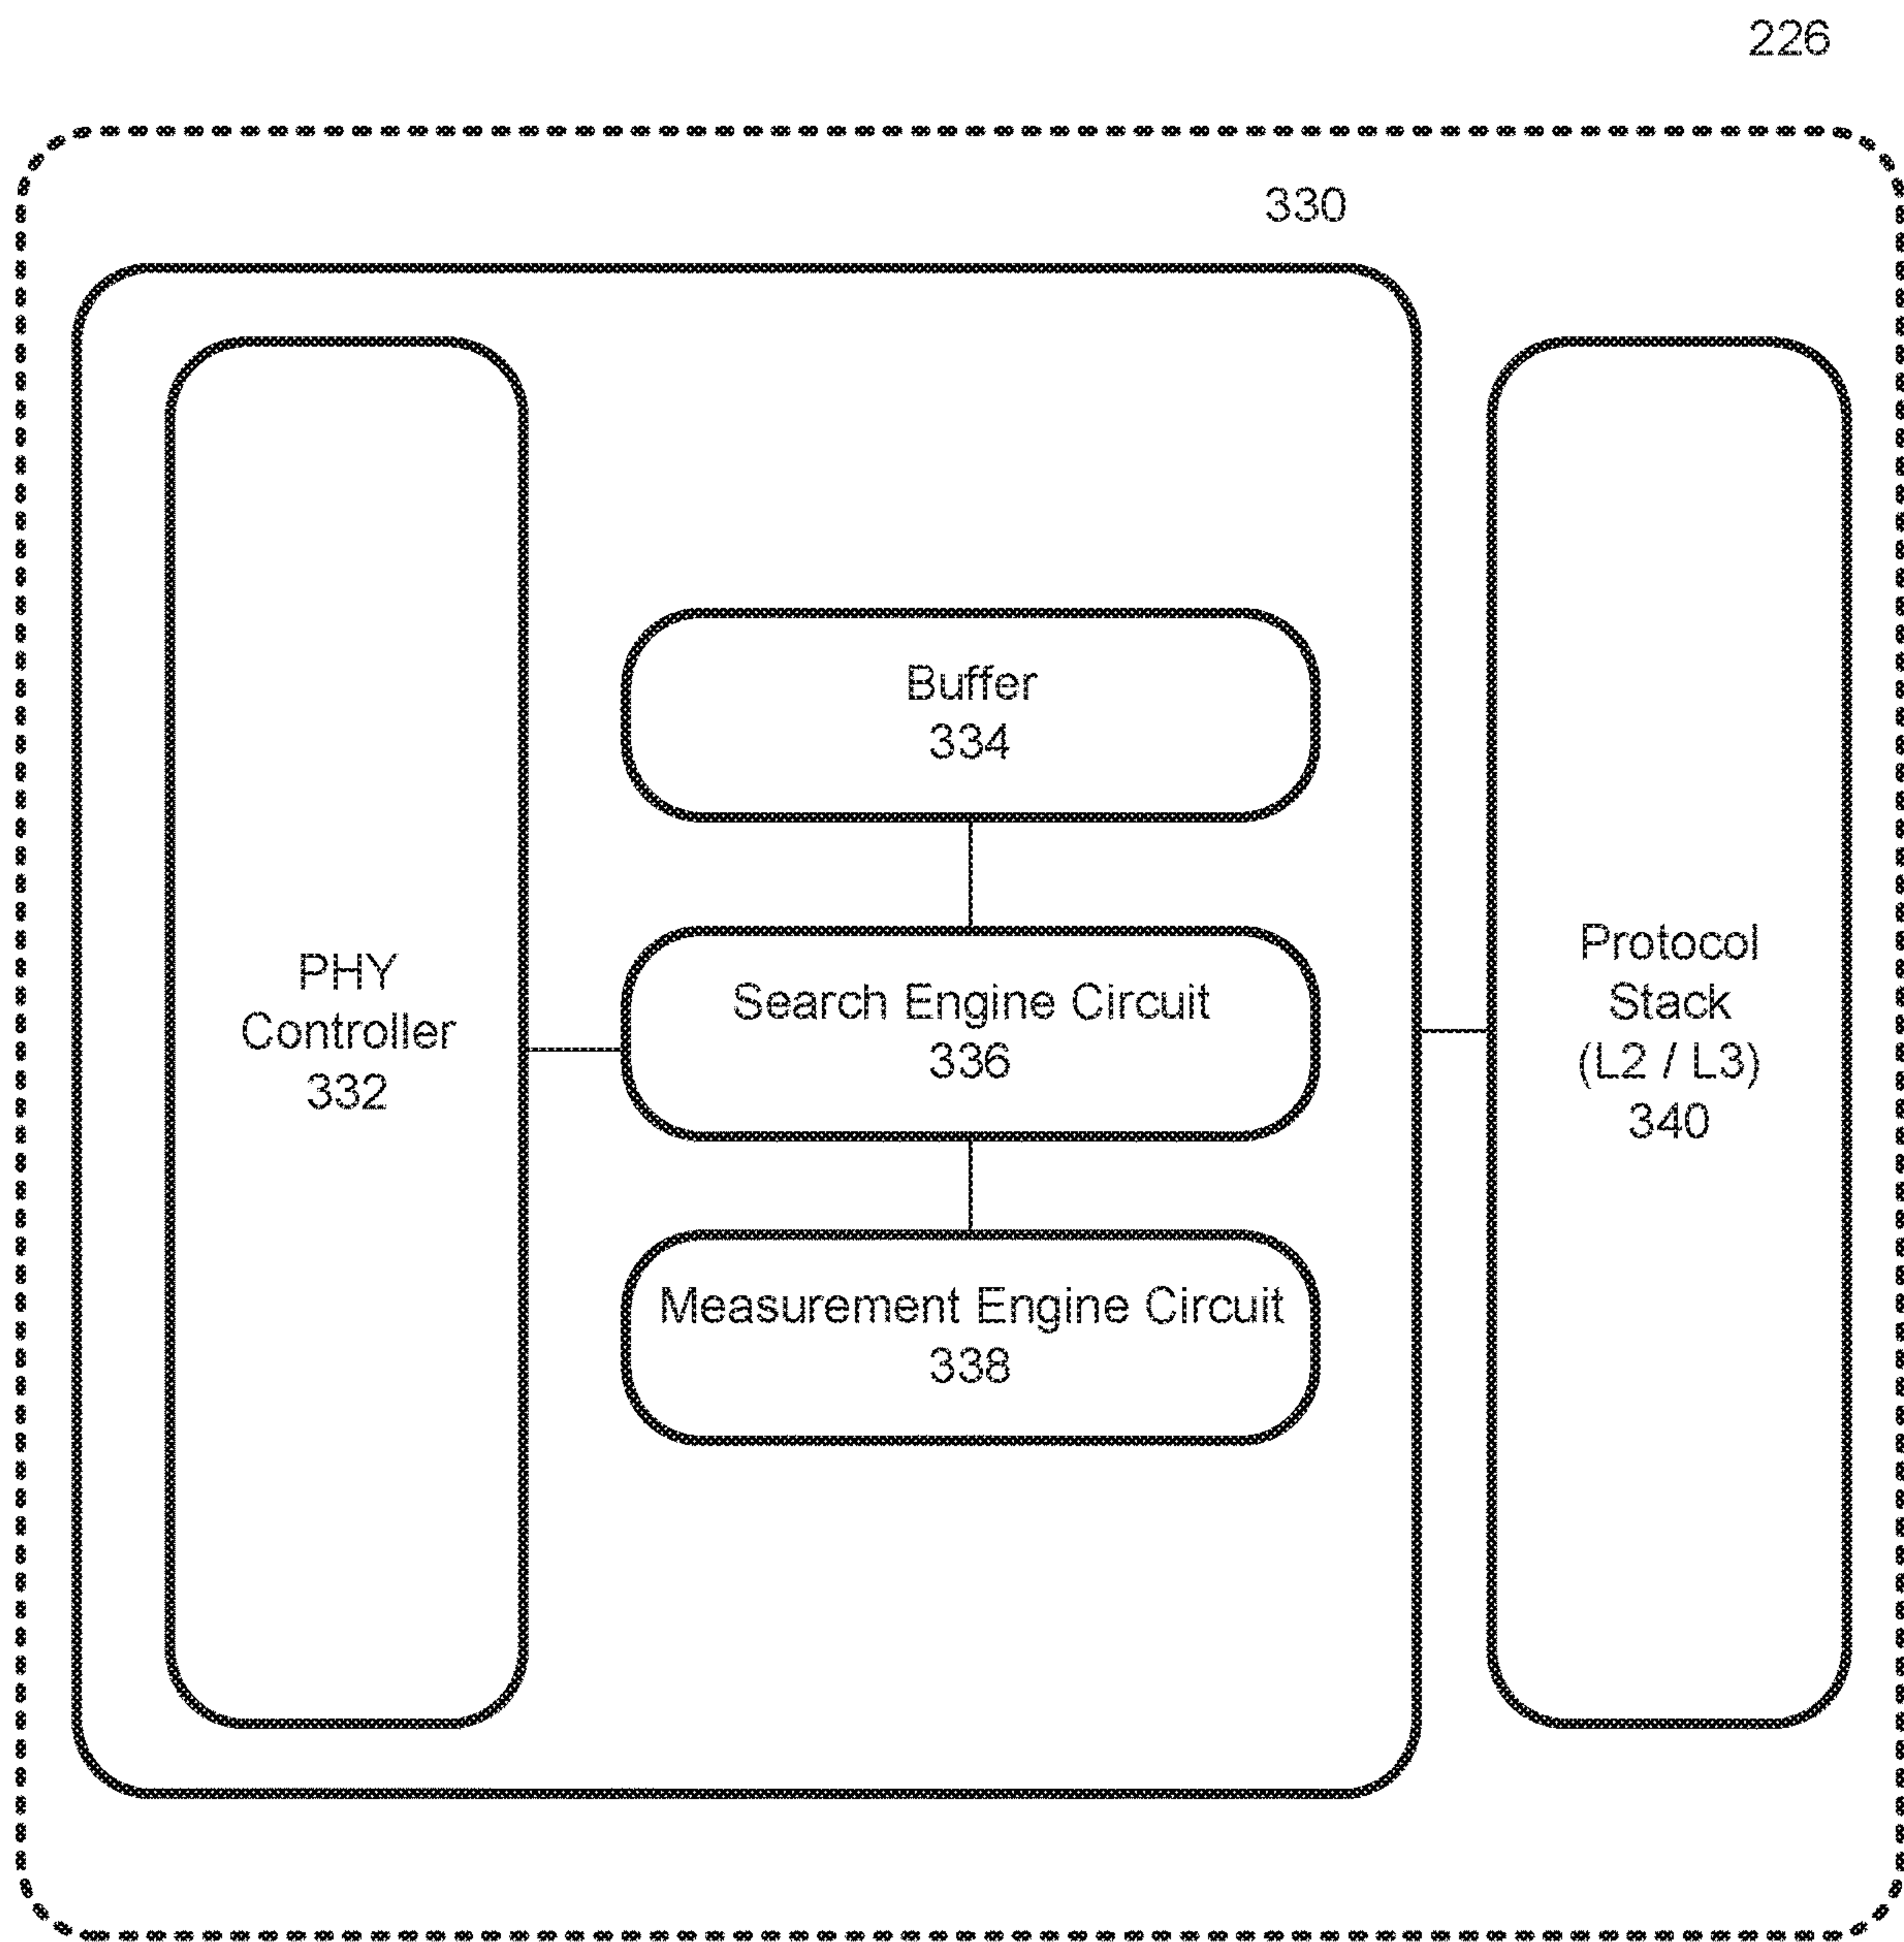 226
330
Buffer
334
PHY
Controller
332
Search Engine Circuit
336
Measurement Engine Circuit
338
Protocol
Stack
(L2 / L3)
340